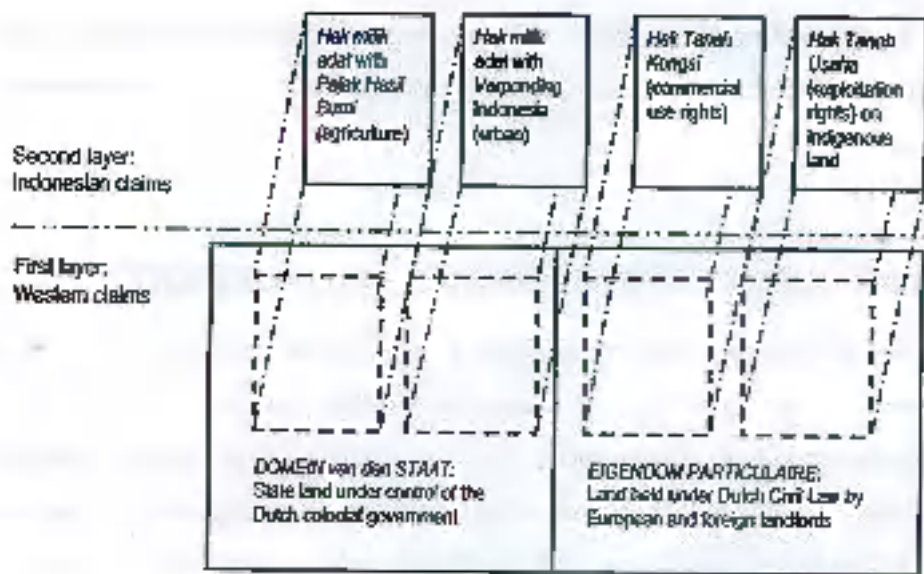 Hak milik
adat with
Pajak Hasil
Bumi
(agriculture)
Hak milik
adat with
Verponding
Indonesia
(urban)
Hak Tanah
Kongsi
(commercial
use rights)
Hak Tanah
Usaha
(exploitation
rights) on
indigenous
land
Second layer:
Indonesian claims
First layer:
Western claims
DOMEIN van den STAAT:
State land under control of the
Dutch colonial government
EIGENDOM PARTICULAIRE:
Land held under Dutch Civil Law by
European and foreign landlords